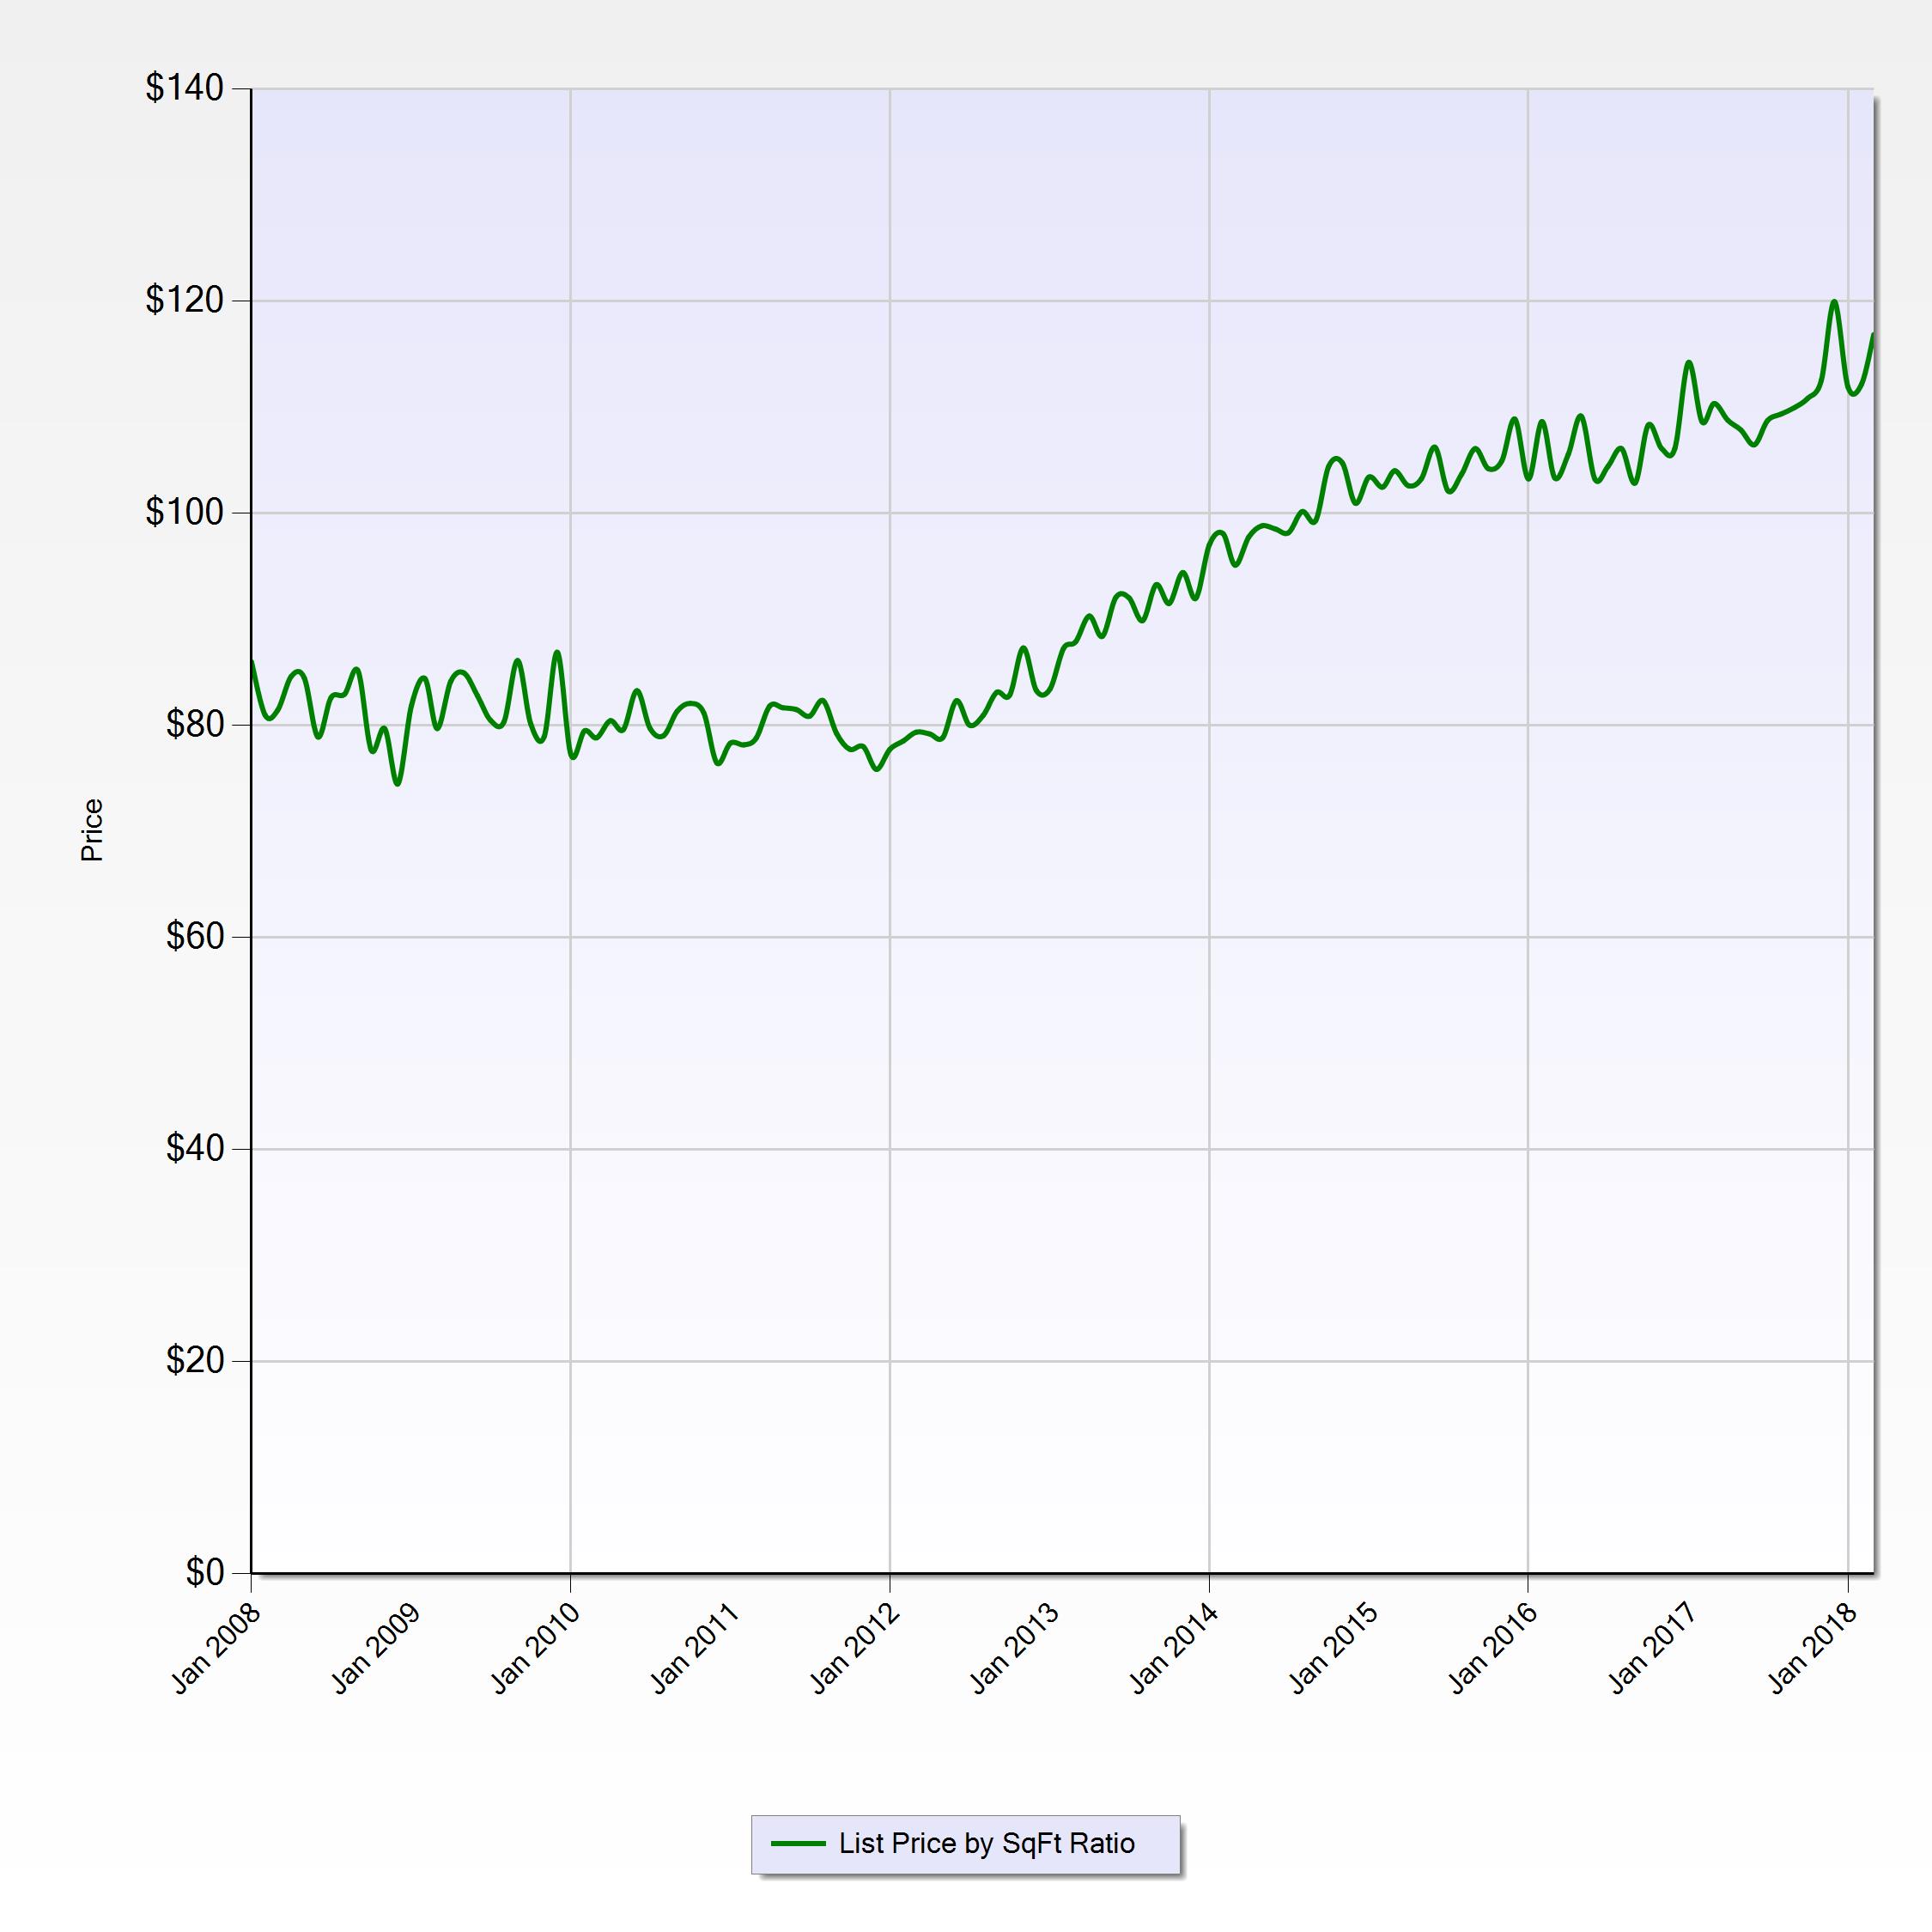 $140
$120
$100
$80
$60
$40
$20
$0
Price
Jan 2008
Jan 2009
Jan 2010
Jan 2011
Jan 2012
Jan 2013
Jan 2014
Jan 2015
Jan 2016
Jan 2017
Jan 2018
List Price by SqFt Ratio